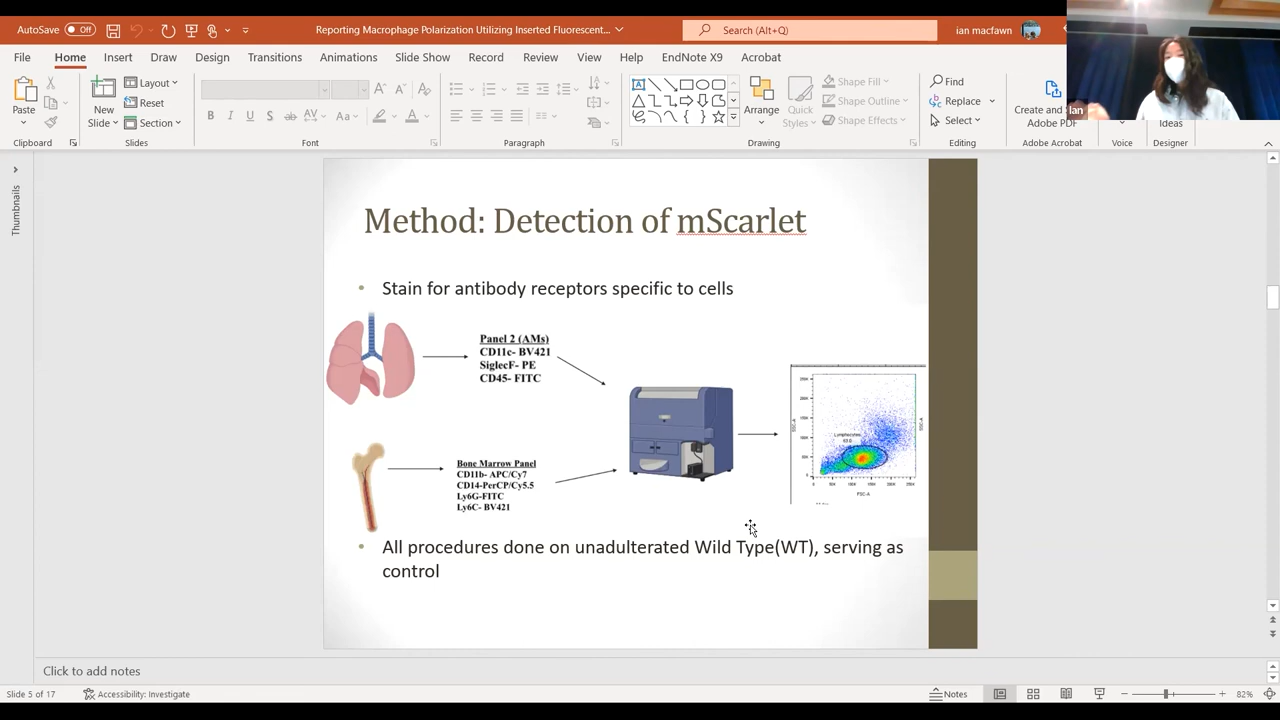 AutoSave Off
Reporting Macrophage Polarization Utilizing Inserted Fluorescent...
Search (Alt+Q)
ian macfawn
File Home Insert Draw Design Transitions Animations Slide Show Record Review View Help EndNote X9 Acrobat
Paste
New
Slide
Layout
Reset
Section
Arrange
Quick
Styles
Shape Fill
Shape Outline
Shape Effects
Find
Replace
Select
Create and
Adobe PDF
Ian
Ideas
Clipboard Slides Font Paragraph Drawing Editing Adobe Acrobat Voice Designer
Thumbnails
Method: Detection of mScarlet
• Stain for antibody receptors specific to cells
Panel 2 (AMs)
CD11c- BV421
SiglecF- PE
CD45- FITC
Bone Marrow Panel
CD11b- APC/Cy7
CD14-PerCP/Cy5.5
Ly6G-FITC
Ly6C- BV421
Lymphocytes
FSC-A
• All procedures done on unadulterated Wild Type(WT), serving as
control
Click to add notes
Slide 5 of 17 Accessibility: Investigate Notes 82%